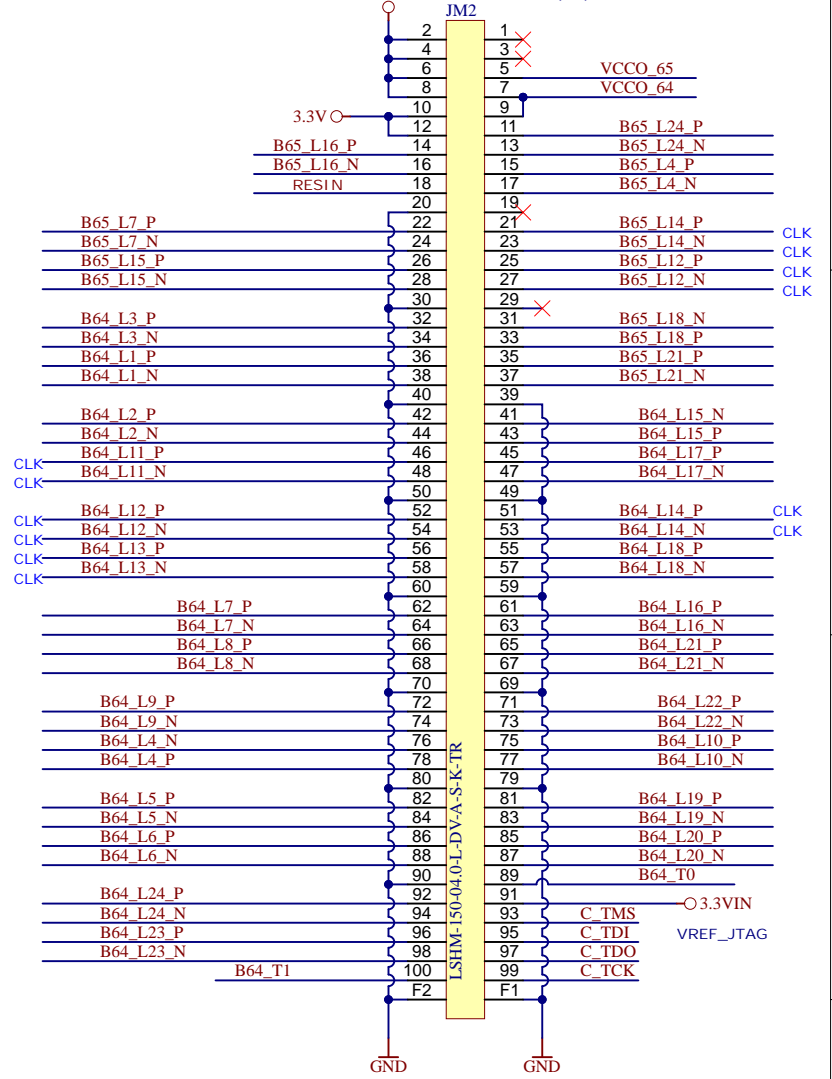 JM2
2 1
4 3
6 5 VCCO_65
8 7 VCCO_64
3.3V 10 9
12 11 B65_L24_P
B65_L16_P 14 13 B65_L24_N
B65_L16_N 16 15 B65_L4_P
RESIN 18 17 B65_L4_N
20 19
B65_L7_P 22 21 B65_L14_P CLK
B65_L7_N 24 23 B65_L14_N CLK
B65_L15_P 26 25 B65_L12_P CLK
B65_L15_N 28 27 B65_L12_N CLK
30 29
B64_L3_P 32 31 B65_L18_N
B64_L3_N 34 33 B65_L18_P
B64_L1_P 36 35 B65_L21_P
B64_L1_N 38 37 B65_L21_N
40 39
B64_L2_P 42 41 B64_L15_N
B64_L2_N 44 43 B64_L15_P
CLK B64_L11_P 46 45 B64_L17_P
CLK B64_L11_N 48 47 B64_L17_N
50 49
CLK B64_L12_P 52 51 B64_L14_P CLK
CLK B64_L12_N 54 53 B64_L14_N CLK
CLK B64_L13_P 56 55 B64_L18_P
CLK B64_L13_N 58 57 B64_L18_N
60 59
B64_L7_P 62 61 B64_L16_P
B64_L7_N 64 63 B64_L16_N
B64_L8_P 66 65 B64_L21_P
B64_L8_N 68 67 B64_L21_N
70 69
B64_L9_P 72 71 B64_L22_P
B64_L9_N 74 73 B64_L22_N
B64_L4_N 76 75 B64_L10_P
B64_L4_P 78 77 B64_L10_N
80 79
B64_L5_P 82 81 B64_L19_P
B64_L5_N 84 83 B64_L19_N
B64_L6_P 86 85 B64_L20_P
B64_L6_N 88 87 B64_L20_N
90 89 B64_T0
B64_L24_P 92 91 3.3VIN
B64_L24_N 94 93 C_TMS
B64_L23_P 96 95 C_TDI VREF_JTAG
B64_L23_N 98 97 C_TDO
B64_T1 100 99 C_TCK
F2 F1
LSHM-150-04.0-L-DV-A-S-K-TR
GND GND